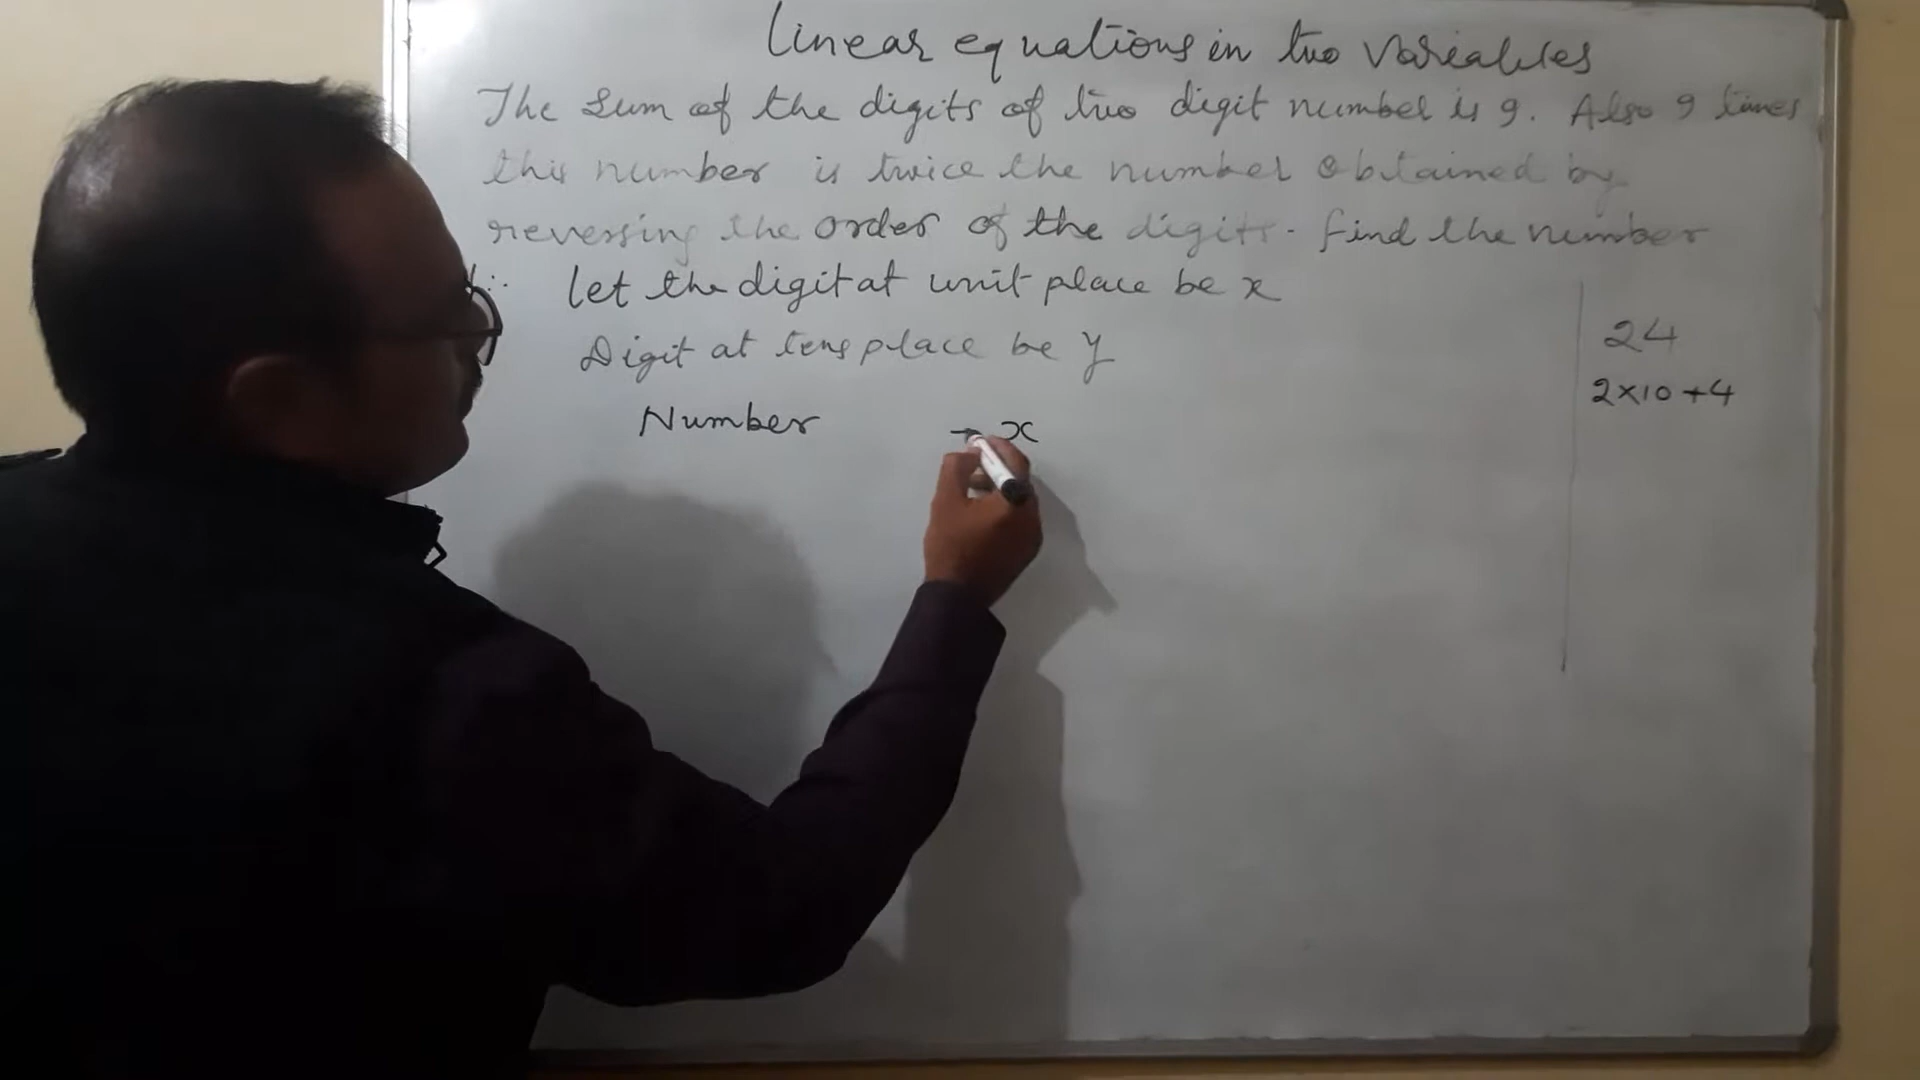 Linear equations in two variables
The sum of the digits of two digit number is 9. Also 9 times
this number is twice the number obtained by
reversing the order of the digits. Find the number
let the digit at unit place be x
Digit at tens place be y
Number x
24
2×10+4